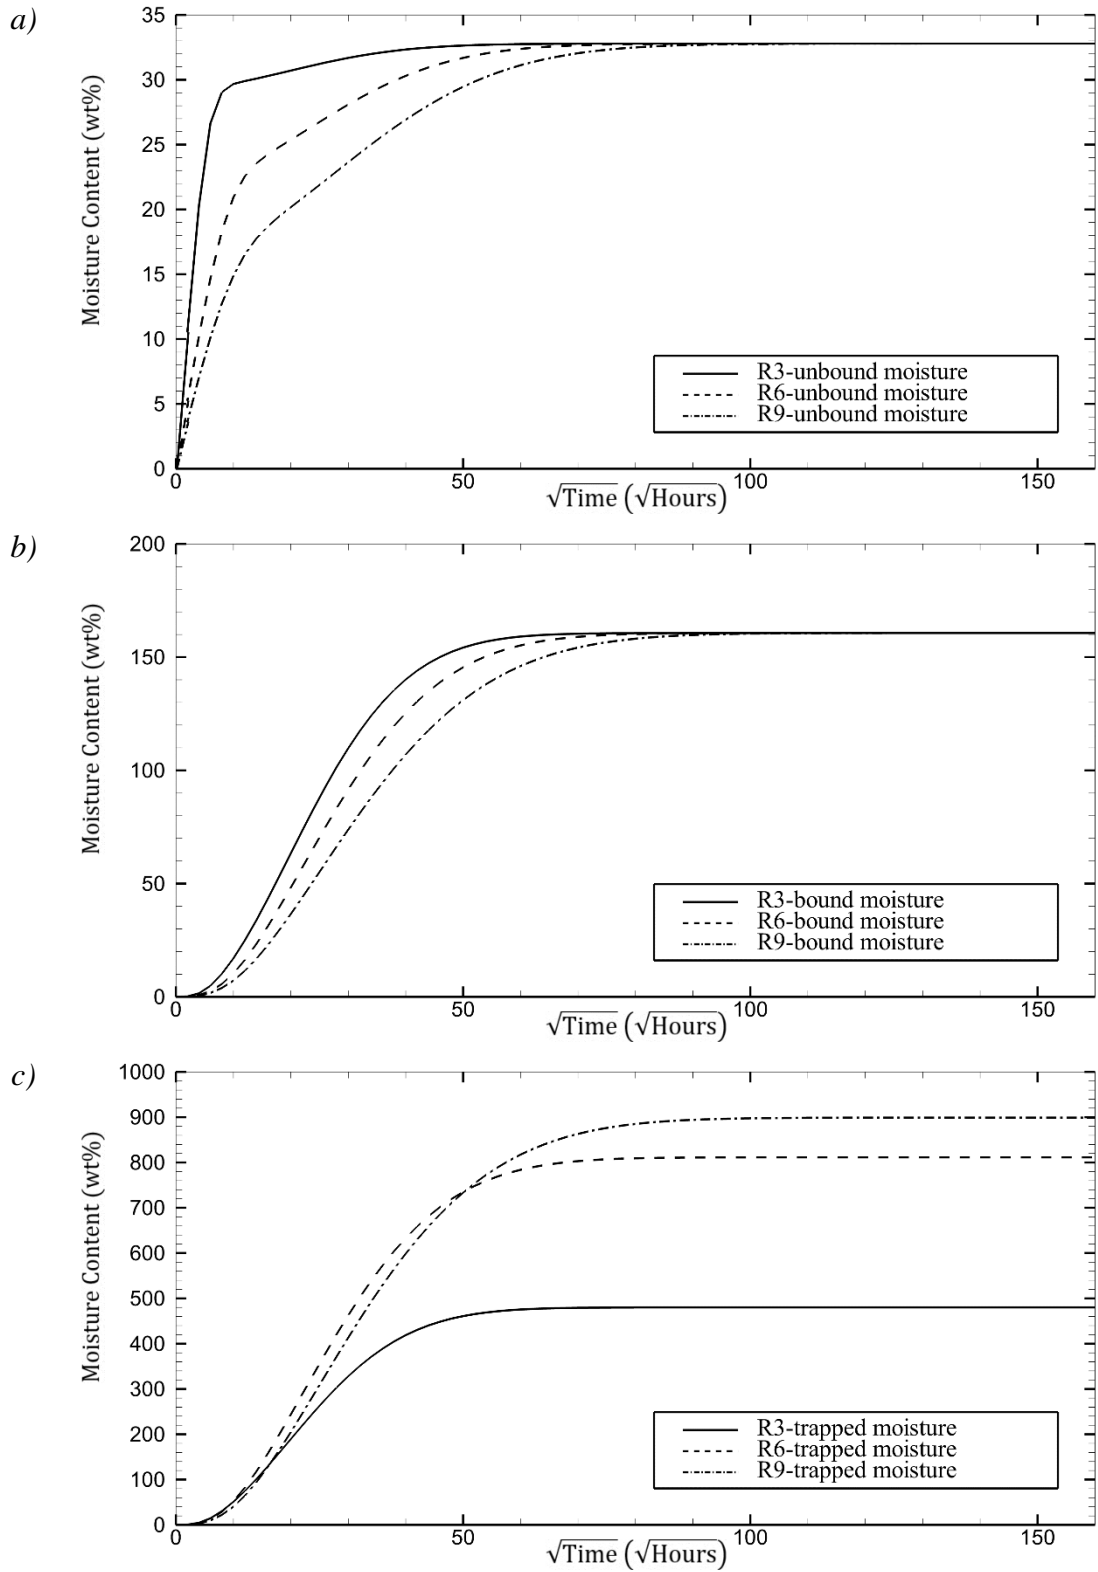 a)
Moisture Content (wt%)
35
30
25
20
15
10
5
0
0 50 100 150
√Time (√Hours)
R3-unbound moisture
R6-unbound moisture
R9-unbound moisture
b)
Moisture Content (wt%)
200
150
100
50
0
0 50 100 150
√Time (√Hours)
R3-bound moisture
R6-bound moisture
R9-bound moisture
c)
Moisture Content (wt%)
1000
900
800
700
600
500
400
300
200
100
0
0 50 100 150
√Time (√Hours)
R3-trapped moisture
R6-trapped moisture
R9-trapped moisture